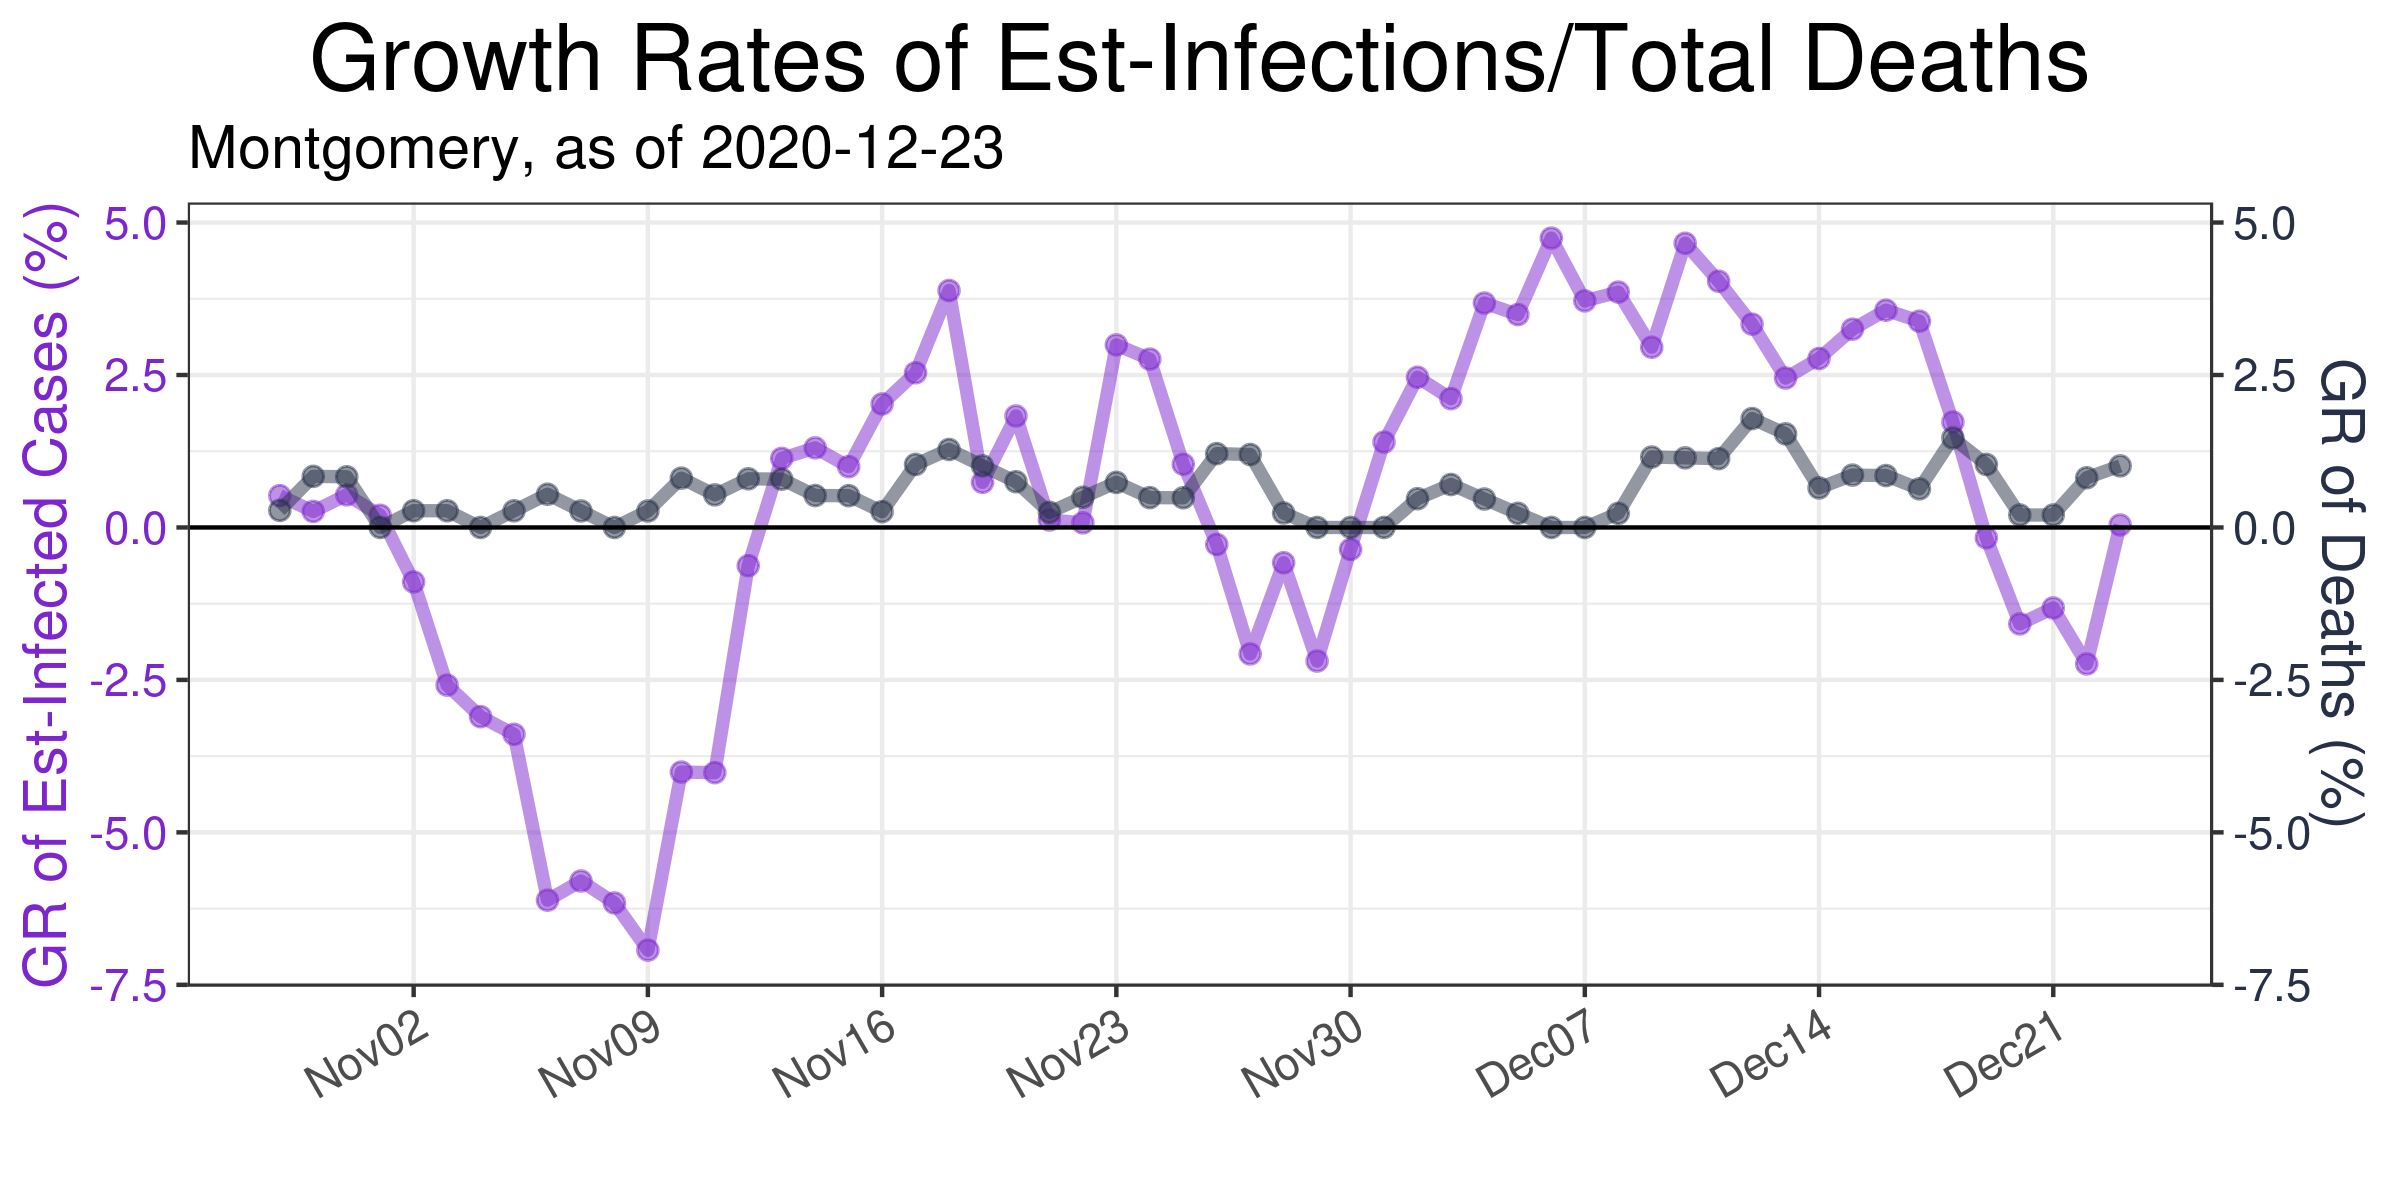 Growth Rates of Est-Infections/Total Deaths
Montgomery, as of 2020-12-23
GR of Est-Infected Cases (%)
5.0
2.5
0.0
-2.5
-5.0
-7.5
5.0
2.5
0.0
-2.5
-5.0
-7.5
GR of Deaths (%)
Nov02 Nov09 Nov16 Nov23 Nov30 Dec07 Dec14 Dec21